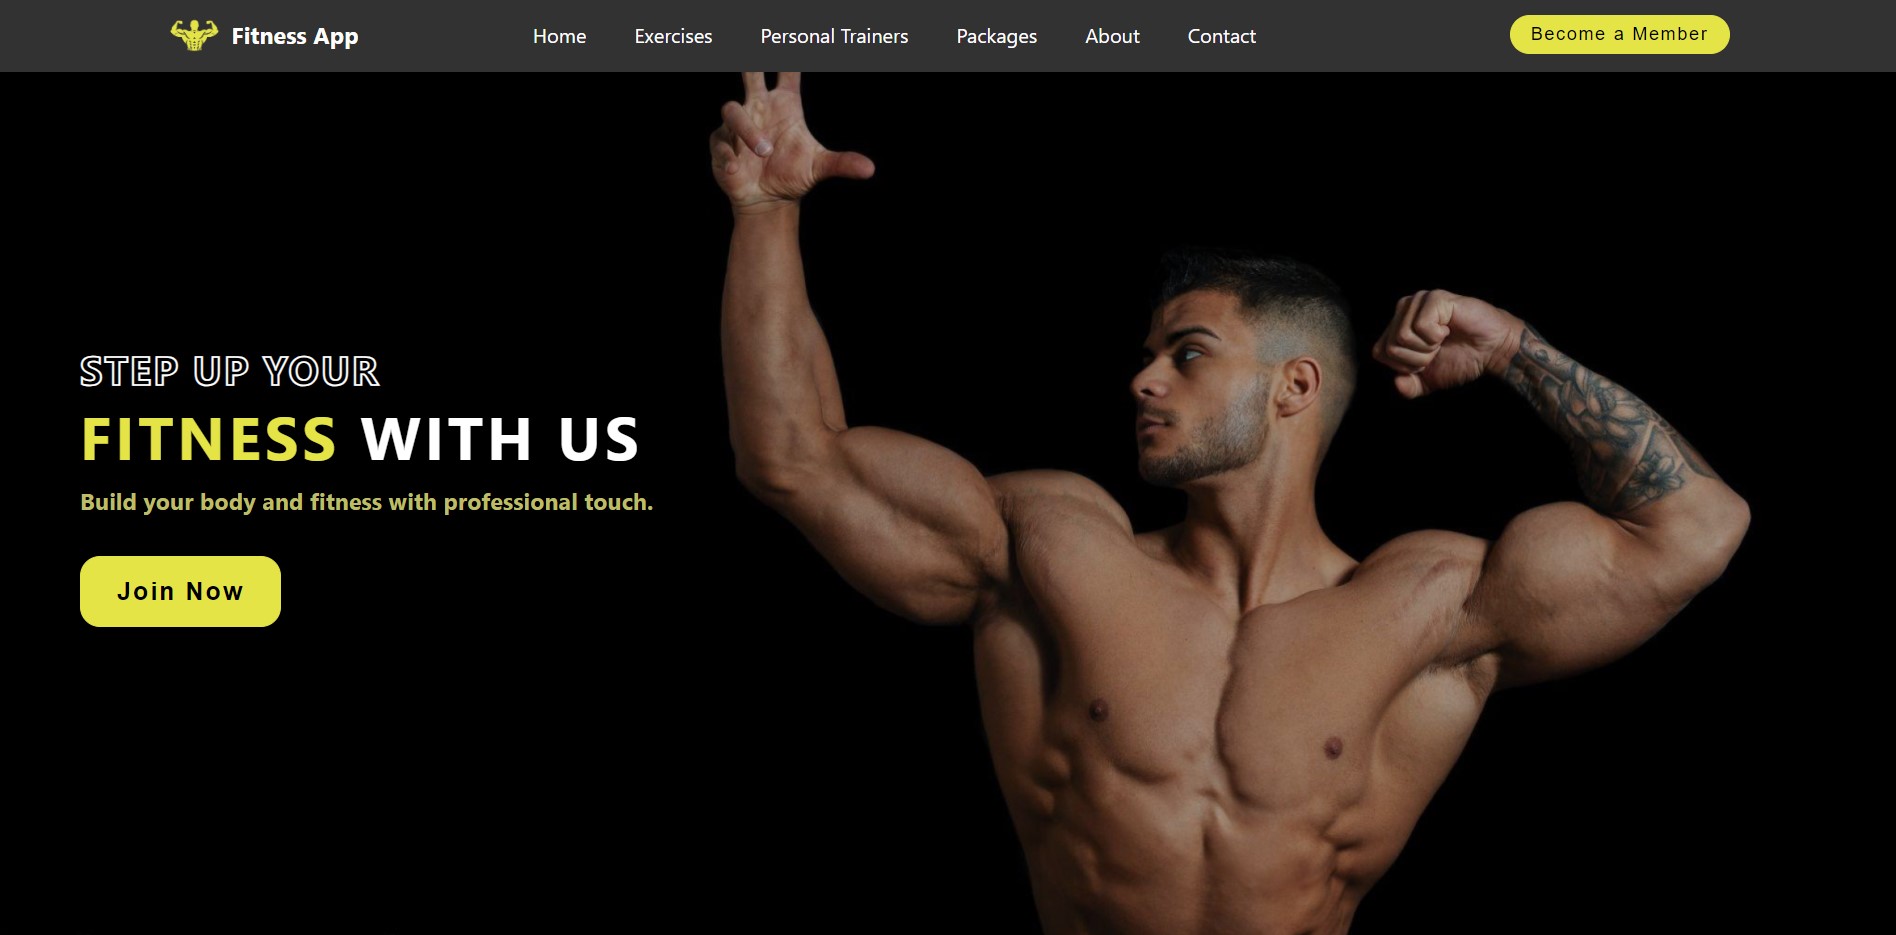 Fitness App
Home
Exercises
Personal Trainers
Packages
About
Contact
Become a Member
STEP UP YOUR
FITNESS WITH US
Build your body and fitness with professional touch.
Join Now